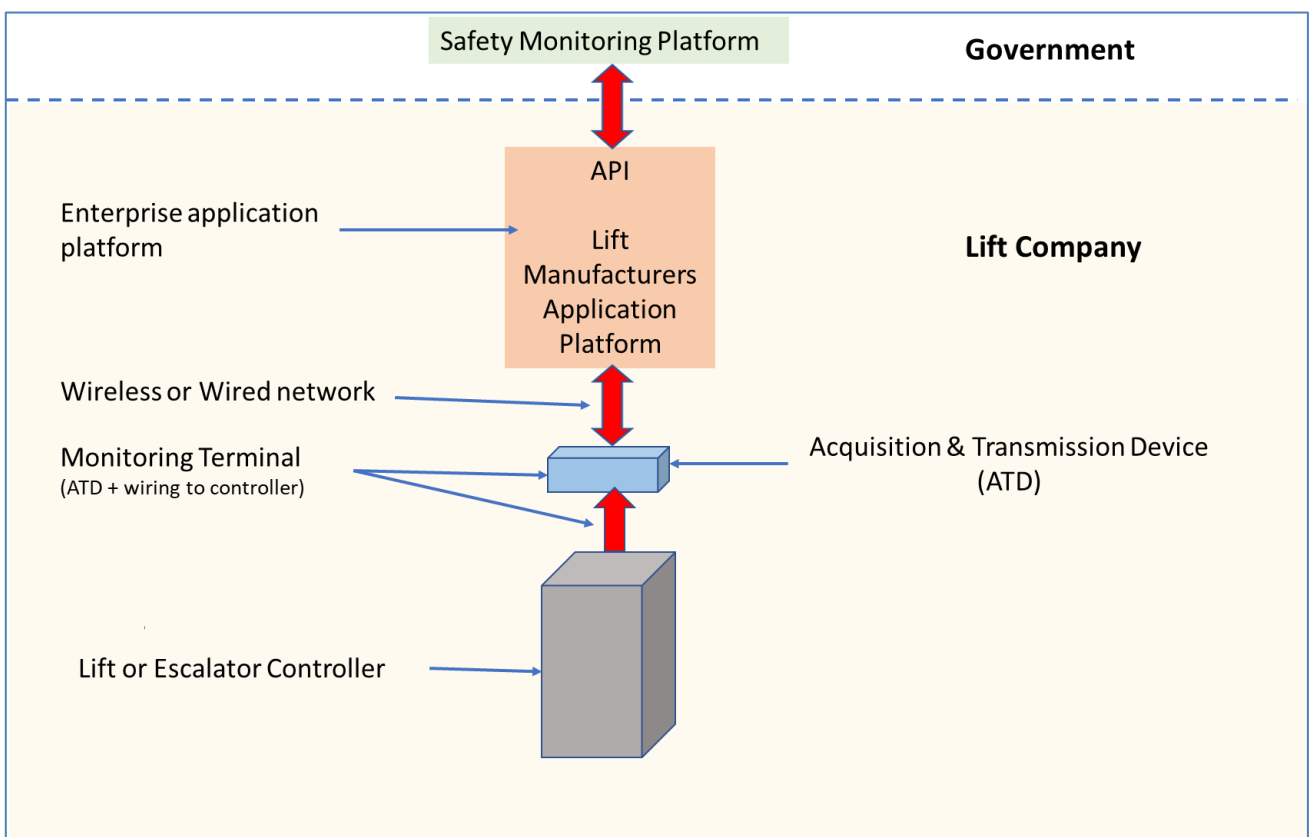 Safety Monitoring Platform
Government
API
Enterprise application
platform
Lift
Manufacturers
Application
Platform
Lift Company
Wireless or Wired network
Monitoring Terminal
(ATD + wiring to controller)
Acquisition & Transmission Device
(ATD)
Lift or Escalator Controller